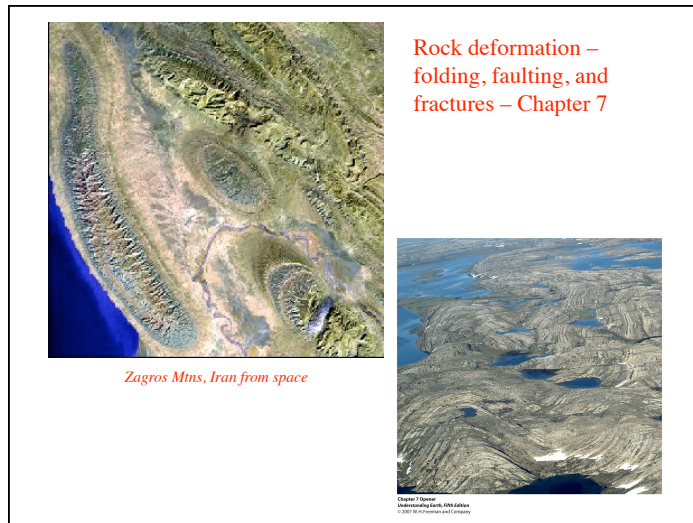 Rock deformation –
folding, faulting, and
fractures – Chapter 7
Zagros Mtns, Iran from space
Chapter 7 Opener
Understanding Earth, Fifth Edition
© 2007 W.H.Freeman and Company